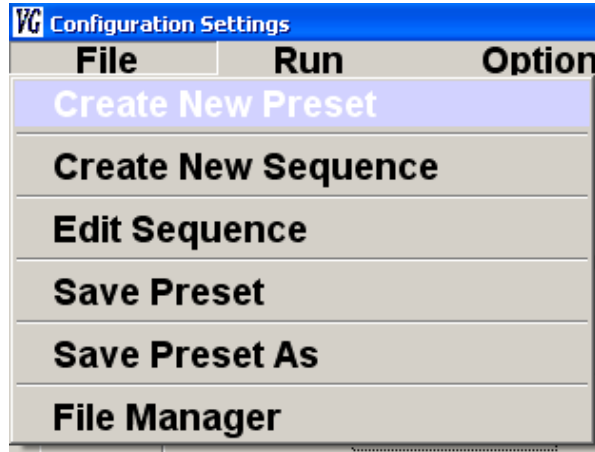 VG Configuration Settings
File Run Option
Create New Preset
Create New Sequence
Edit Sequence
Save Preset
Save Preset As
File Manager